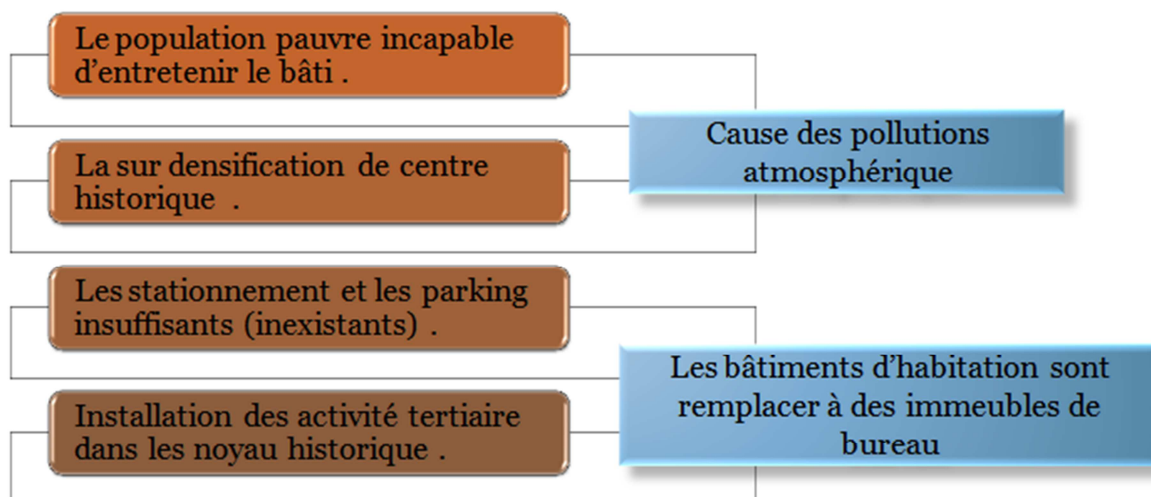 Le population pauvre incapable
d'entretenir le bâti .
La sur densification de centre
historique .
Cause des pollutions
atmosphérique
Les stationnement et les parking
insuffisants (inexistants) .
Installation des activité tertiaire
dans les noyau historique .
Les bâtiments d'habitation sont
remplacer à des immeubles de
bureau